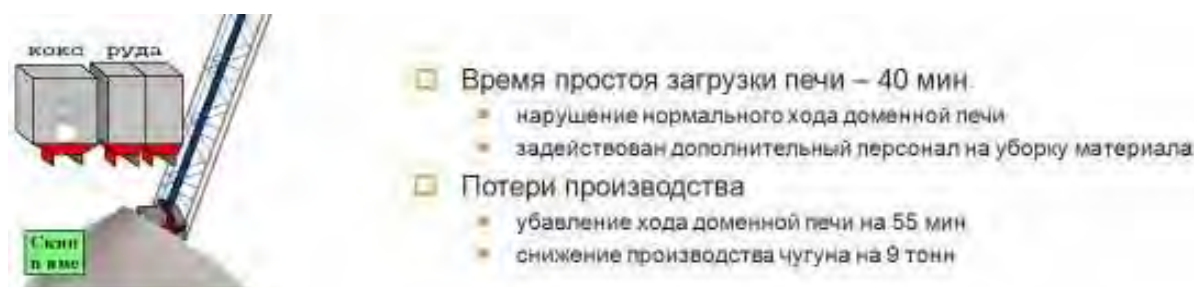 кокс руда
Скип
в яме
Время простоя загрузки печи – 40 мин
нарушение нормального хода доменной печи
задействован дополнительный персонал на уборку материала
Потери производства
убавление хода доменной печи на 55 мин
снижение производства чугуна на 9 тонн